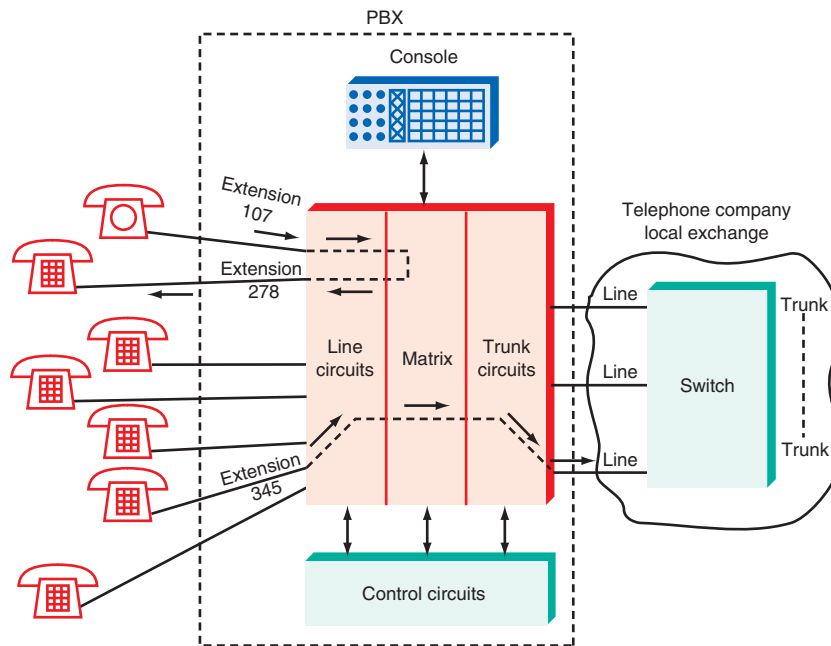 PBX
Console
Extension
107
Extension
278
Telephone company
local exchange
Line
circuits
Matrix
Trunk
circuits
Line
Line
Line
Switch
Trunk
Trunk
Extension
345
Control circuits